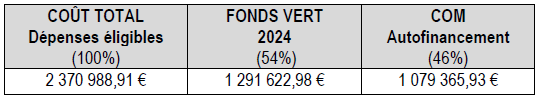 COÛT TOTAL FONDS VERT COM
Dépenses éligibles 2024 Autofinancement
(100%) (54%) (46%)
2 370 988,91 € 1 291 622,98 € 1 079 365,93 €